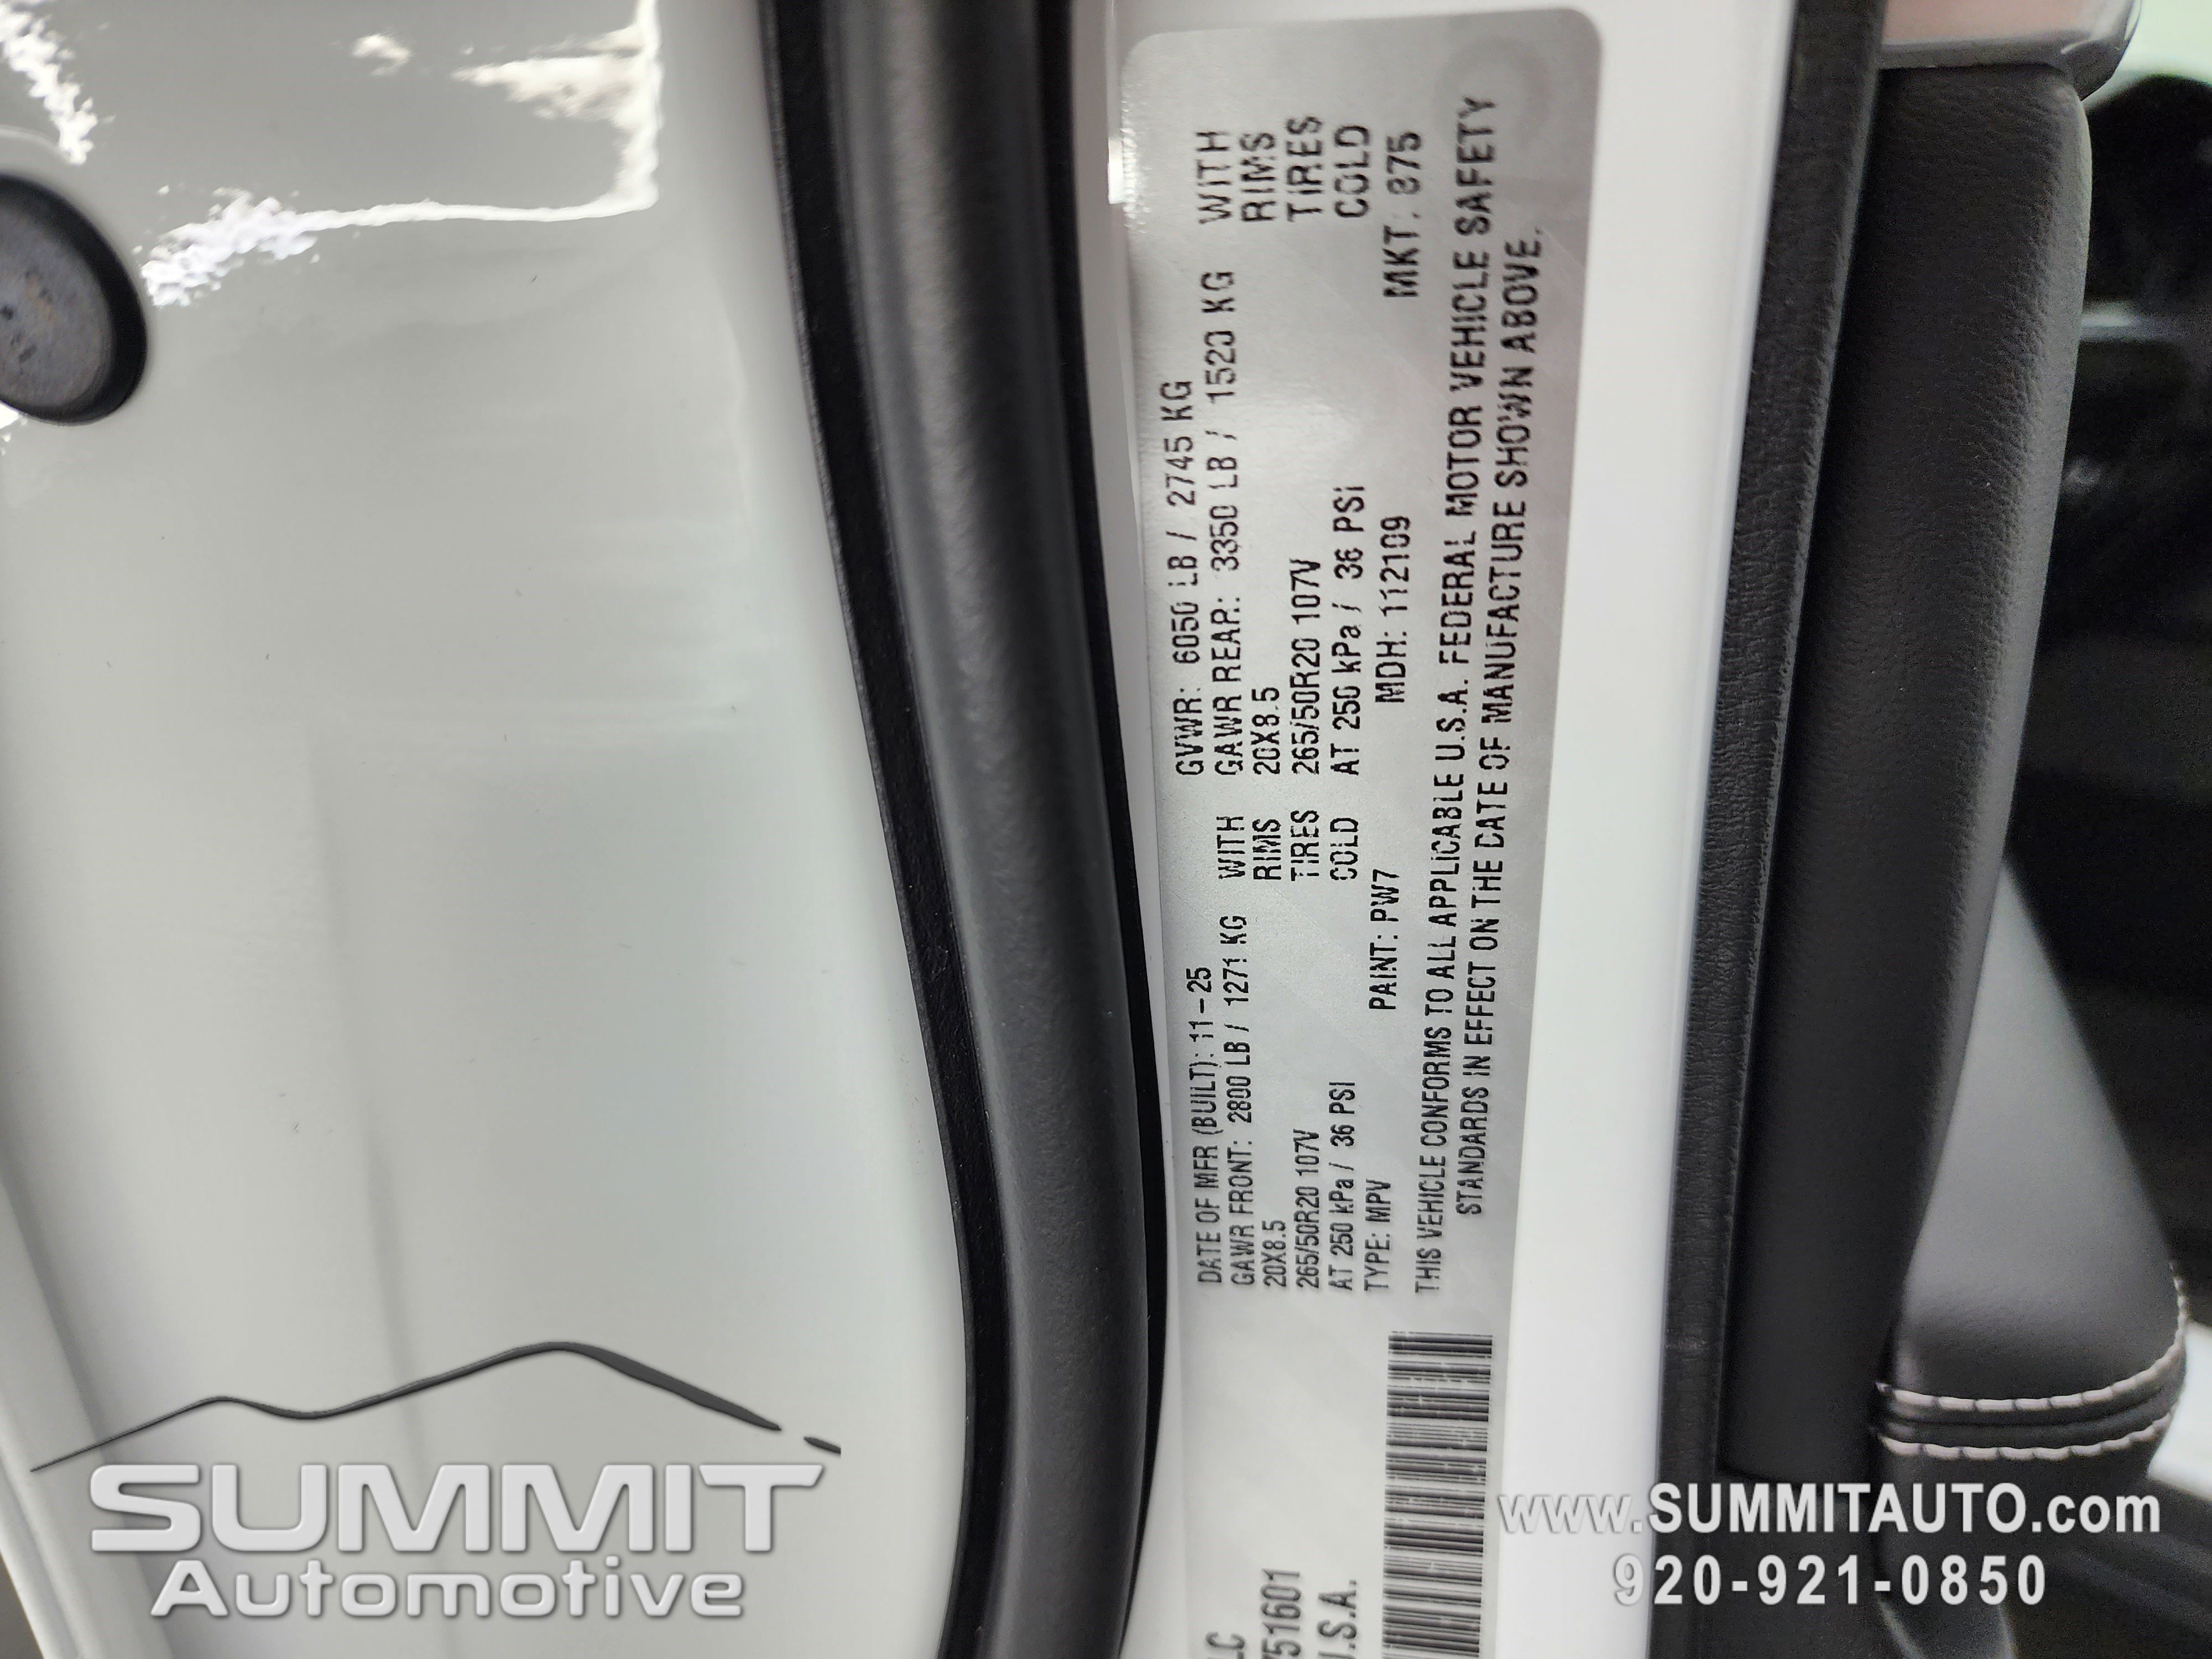 DATE OF MFR (BUILT): 11-25 GVWR: 6050 LB / 2745 KG
GAWR FRONT: 2800 LB / 1271 KG WITH GAWR REAR: 3350 LB / 1520 KG WITH
20X8.5 RIMS 20X8.5 RIMS
265/50R20 107V TIRES 265/50R20 107V TIRES
AT 250 kPa / 36 PSI COLD AT 250 kPa / 36 PSI COLD
TYPE: MPV PAINT: PW7 MDH: 112109 MKT: 875
THIS VEHICLE CONFORMS TO ALL APPLICABLE U.S.A. FEDERAL MOTOR VEHICLE SAFETY
STANDARDS IN EFFECT ON THE DATE OF MANUFACTURE SHOWN ABOVE.
LC
751601
U.S.A.
SUMMIT
Automotive
www.SUMMITAUTO.com
920-921-0850